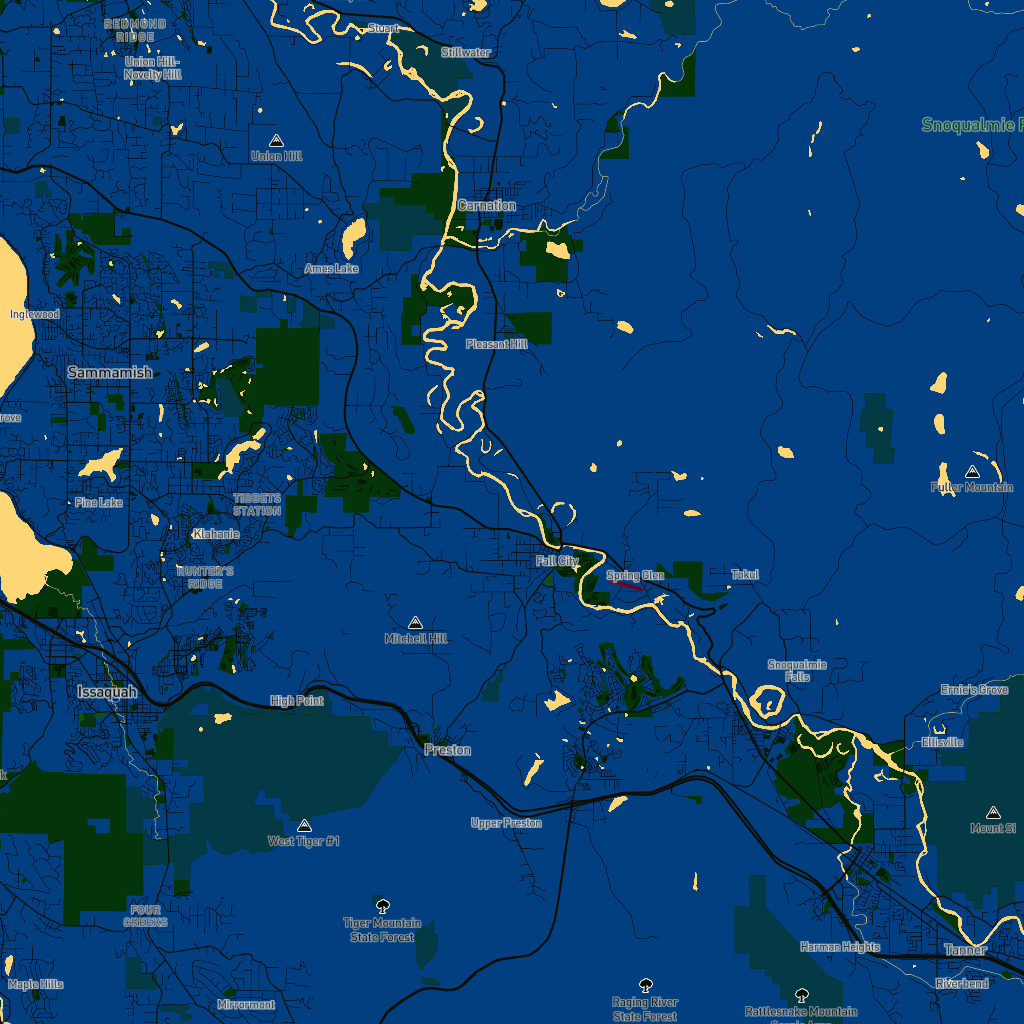 Stuart
REDMOND
RIDGE
Stillwater
Union Hill-
Novelty Hill
Snoqualmie
Union Hill
Carnation
Ames Lake
Inglewood
Pleasant Hill
Sammamish
rove
Fuller Mountain
Pine Lake
TIBBETS
STATION
Klahanie
Fall City
HUNTER'S
RIDGE
Spring Glen
Tokul
Mitchell Hill
Snoqualmie
Falls
Issaquah
High Point
Ernie's Grove
Ellisville
Preston
k
Upper Preston
Mount Si
West Tiger #1
FOUR
CREEKS
Tiger Mountain
State Forest
Harman Heights
Tanner
Maple Hills
Riverbend
Mirrormont
Raging River
State Forest
Rattlesnake Mountain